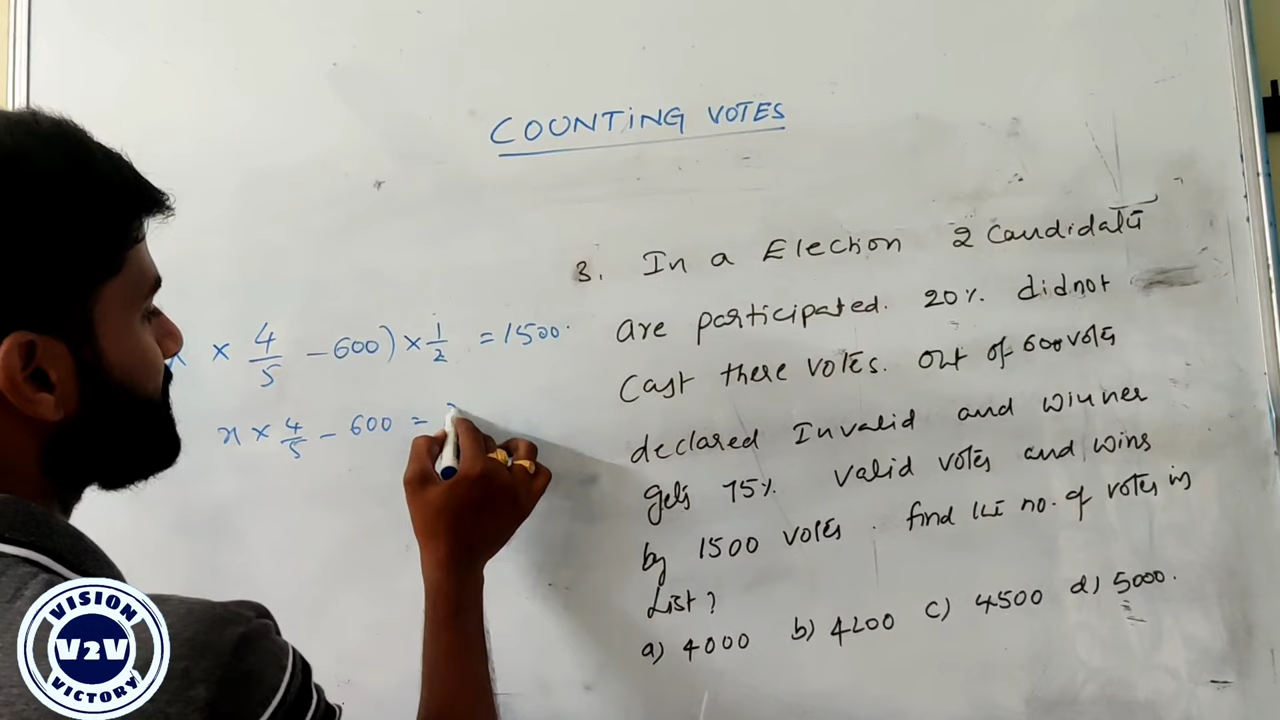 COUNTING VOTES
3. In a Election 2 Candidate
are participated. 20% didnot
Cast there votes. Out of 600 votes
declared Invalid and winner
gets 75% valid votes and wins
by 1500 votes. find the no. of votes in
List?
a) 4000 b) 4200 c) 4500 d) 5000.
x × 4/5 - 600) × 1/2 = 1500.
x × 4/5 - 600 =
VISION
V2V
VICTORY